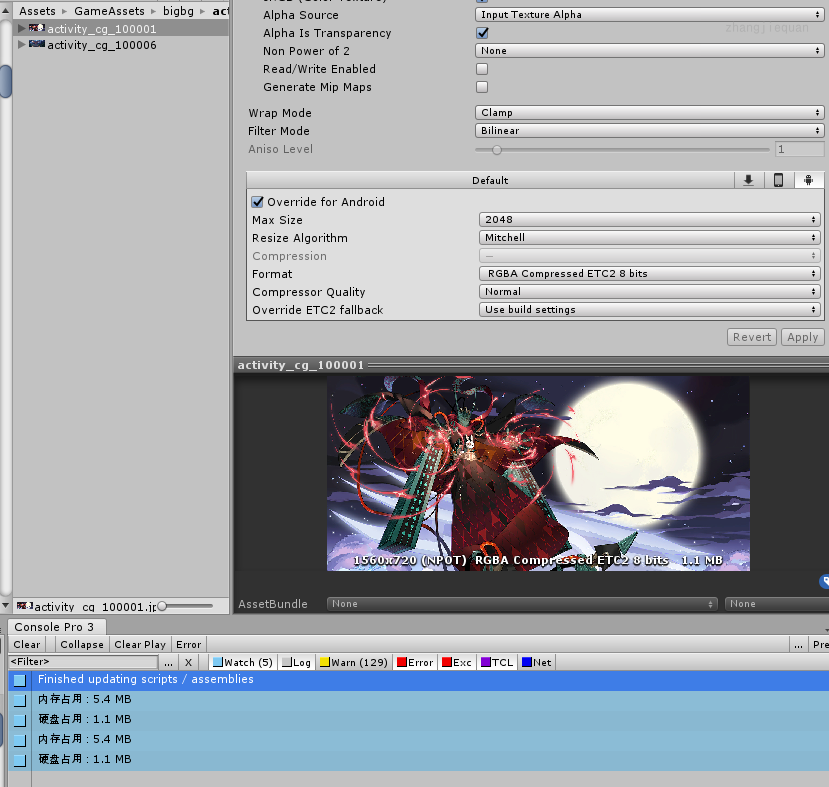 Assets ▸ GameAssets ▸ bigbg ▸ act
activity_cg_100001
activity_cg_100006
activity_cg_100001.jp
Alpha Source Input Texture Alpha
zhangjiequan
Alpha Is Transparency
Non Power of 2 None
Read/Write Enabled
Generate Mip Maps
Wrap Mode Clamp
Filter Mode Bilinear
Aniso Level 1
Default
Override for Android
Max Size 2048
Resize Algorithm Mitchell
Compression —
Format RGBA Compressed ETC2 8 bits
Compressor Quality Normal
Override ETC2 fallback Use build settings
Revert Apply
activity_cg_100001
1560x720 (NPOT) RGBA Compressed ETC2 8 bits 1.1 MB
AssetBundle None None
Console Pro 3
Clear Collapse Clear Play Error ... Pre
<Filter> ... X Watch (5) Log Warn (129) Error Exc TCL Net
Finished updating scripts / assemblies
内存占用 : 5.4 MB
硬盘占用 : 1.1 MB
内存占用 : 5.4 MB
硬盘占用 : 1.1 MB